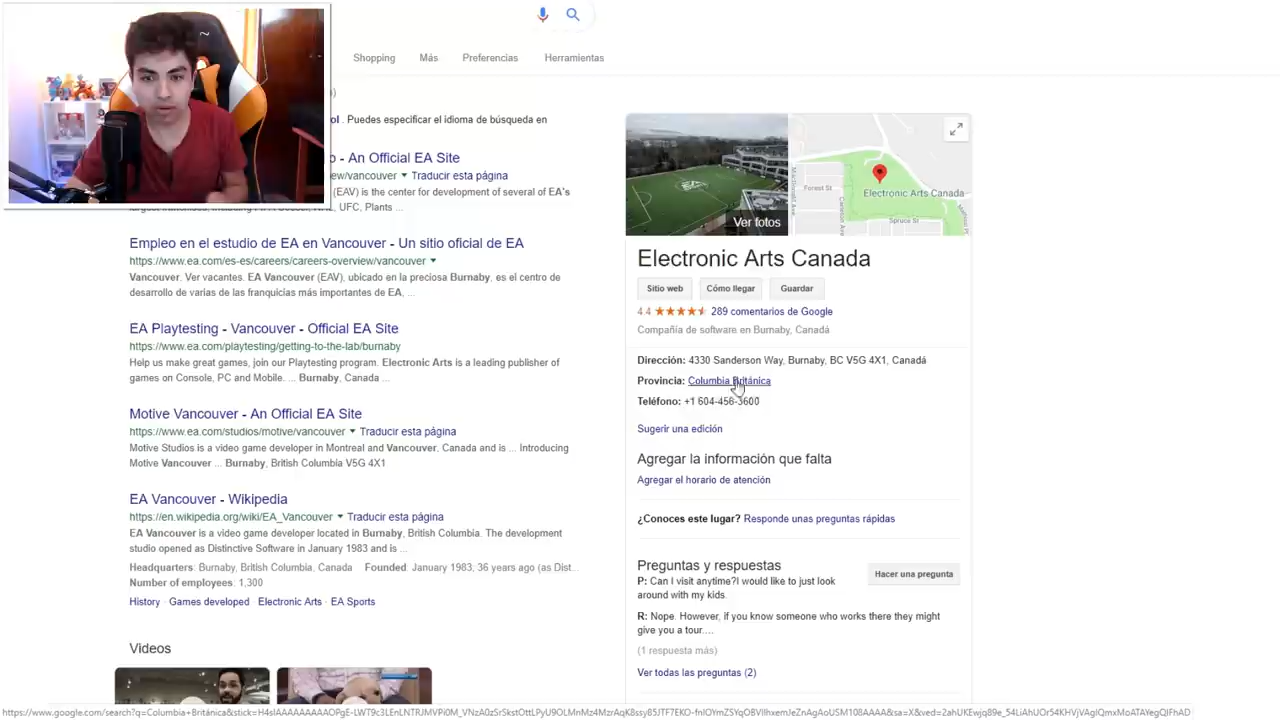 Shopping
Más
Preferencias
Herramientas
)
ol . Puedes especificar el idioma de búsqueda en
o - An Official EA Site
ew/vancouver ▾ Traducir esta página
(EAV) is the center for development of several of EA's
UFC, Plants ...
Empleo en el estudio de EA en Vancouver - Un sitio oficial de EA
https://www.ea.com/es-es/careers/careers-overview/vancouver ▾
Vancouver. Ver vacantes. EA Vancouver (EAV), ubicado en la preciosa Burnaby, es el centro de
desarrollo de varias de las franquicias más importantes de EA, ...
EA Playtesting - Vancouver - Official EA Site
https://www.ea.com/playtesting/getting-to-the-lab/burnaby
Help us make great games, join our Playtesting program. Electronic Arts is a leading publisher of
games on Console, PC and Mobile. ... Burnaby, Canada ...
Motive Vancouver - An Official EA Site
https://www.ea.com/studios/motive/vancouver ▾ Traducir esta página
Motive Studios is a video game developer in Montreal and Vancouver, Canada and is ... Introducing
Motive Vancouver ... Burnaby, British Columbia V5G 4X1
EA Vancouver - Wikipedia
https://en.wikipedia.org/wiki/EA_Vancouver ▾ Traducir esta página
EA Vancouver is a video game developer located in Burnaby, British Columbia. The development
studio opened as Distinctive Software in January 1983 and is ...
Headquarters: Burnaby, British Columbia, Canada Founded: January 1983; 36 years ago (as Dist...
Number of employees: 1,300
History · Games developed · Electronic Arts · EA Sports
Videos
Ver fotos
Forest St
Electronic Arts Canada
Spruce St
Electronic Arts Canada
Sitio web
Cómo llegar
Guardar
4.4 289 comentarios de Google
Compañía de software en Burnaby, Canadá
Dirección: 4330 Sanderson Way, Burnaby, BC V5G 4X1, Canadá
Provincia: Columbia Británica
Teléfono: +1 604-456-3600
Sugerir una edición
Agregar la información que falta
Agregar el horario de atención
¿Conoces este lugar? Responde unas preguntas rápidas
Preguntas y respuestas
Hacer una pregunta
P: Can I visit anytime?I would like to just look
around with my kids.
R: Nope. However, if you know someone who works there they might
give you a tour....
(1 respuesta más)
Ver todas las preguntas (2)